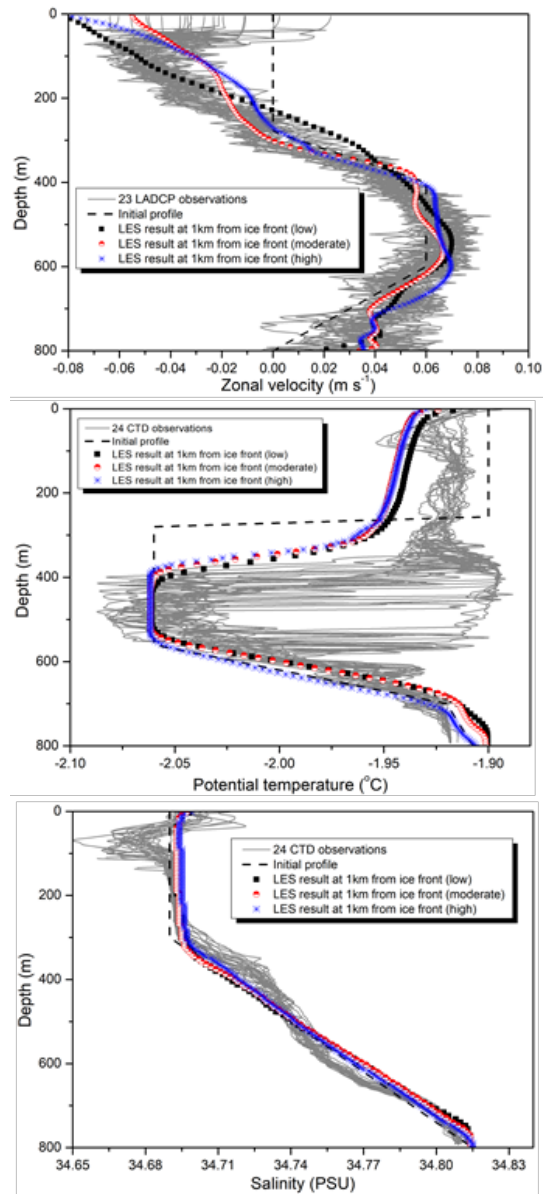 0
200
400
600
800
Depth (m)
23 LADCP observations
Initial profile
LES result at 1km from ice front (low)
LES result at 1km from ice front (moderate)
LES result at 1km from ice front (high)
-0.08 -0.06 -0.04 -0.02 0.00 0.02 0.04 0.06 0.08 0.10
Zonal velocity (m s⁻¹)
0
200
400
600
800
Depth (m)
24 CTD observations
Initial profile
LES result at 1km from ice front (low)
LES result at 1km from ice front (moderate)
LES result at 1km from ice front (high)
-2.10 -2.05 -2.00 -1.95 -1.90
Potential temperature (°C)
0
200
400
600
800
Depth (m)
24 CTD observations
Initial profile
LES result at 1km from ice front (low)
LES result at 1km from ice front (moderate)
LES result at 1km from ice front (high)
34.65 34.68 34.71 34.74 34.77 34.80 34.83
Salinity (PSU)